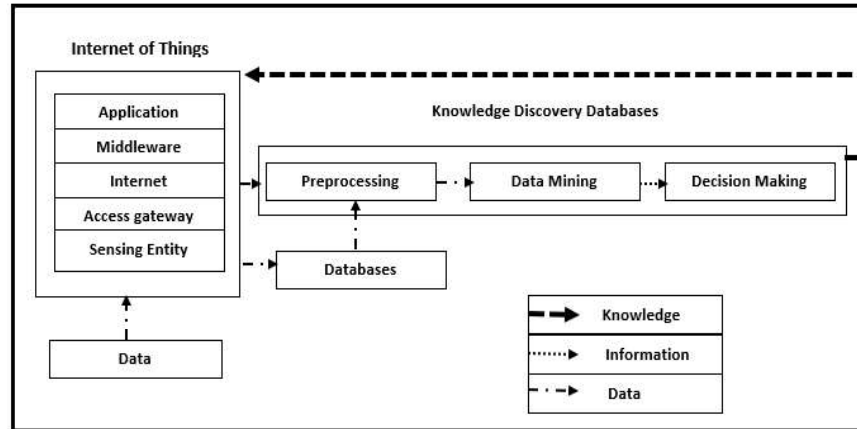 Internet of Things
Application
Middleware
Internet
Access gateway
Sensing Entity
Data
Knowledge Discovery Databases
Preprocessing
Data Mining
Decision Making
Databases
Knowledge
Information
Data